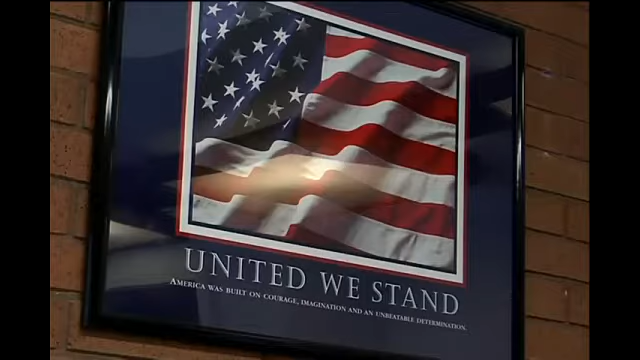 UNITED WE STAND
AMERICA WAS BUILT ON COURAGE, IMAGINATION AND AN UNBEATABLE DETERMINATION.